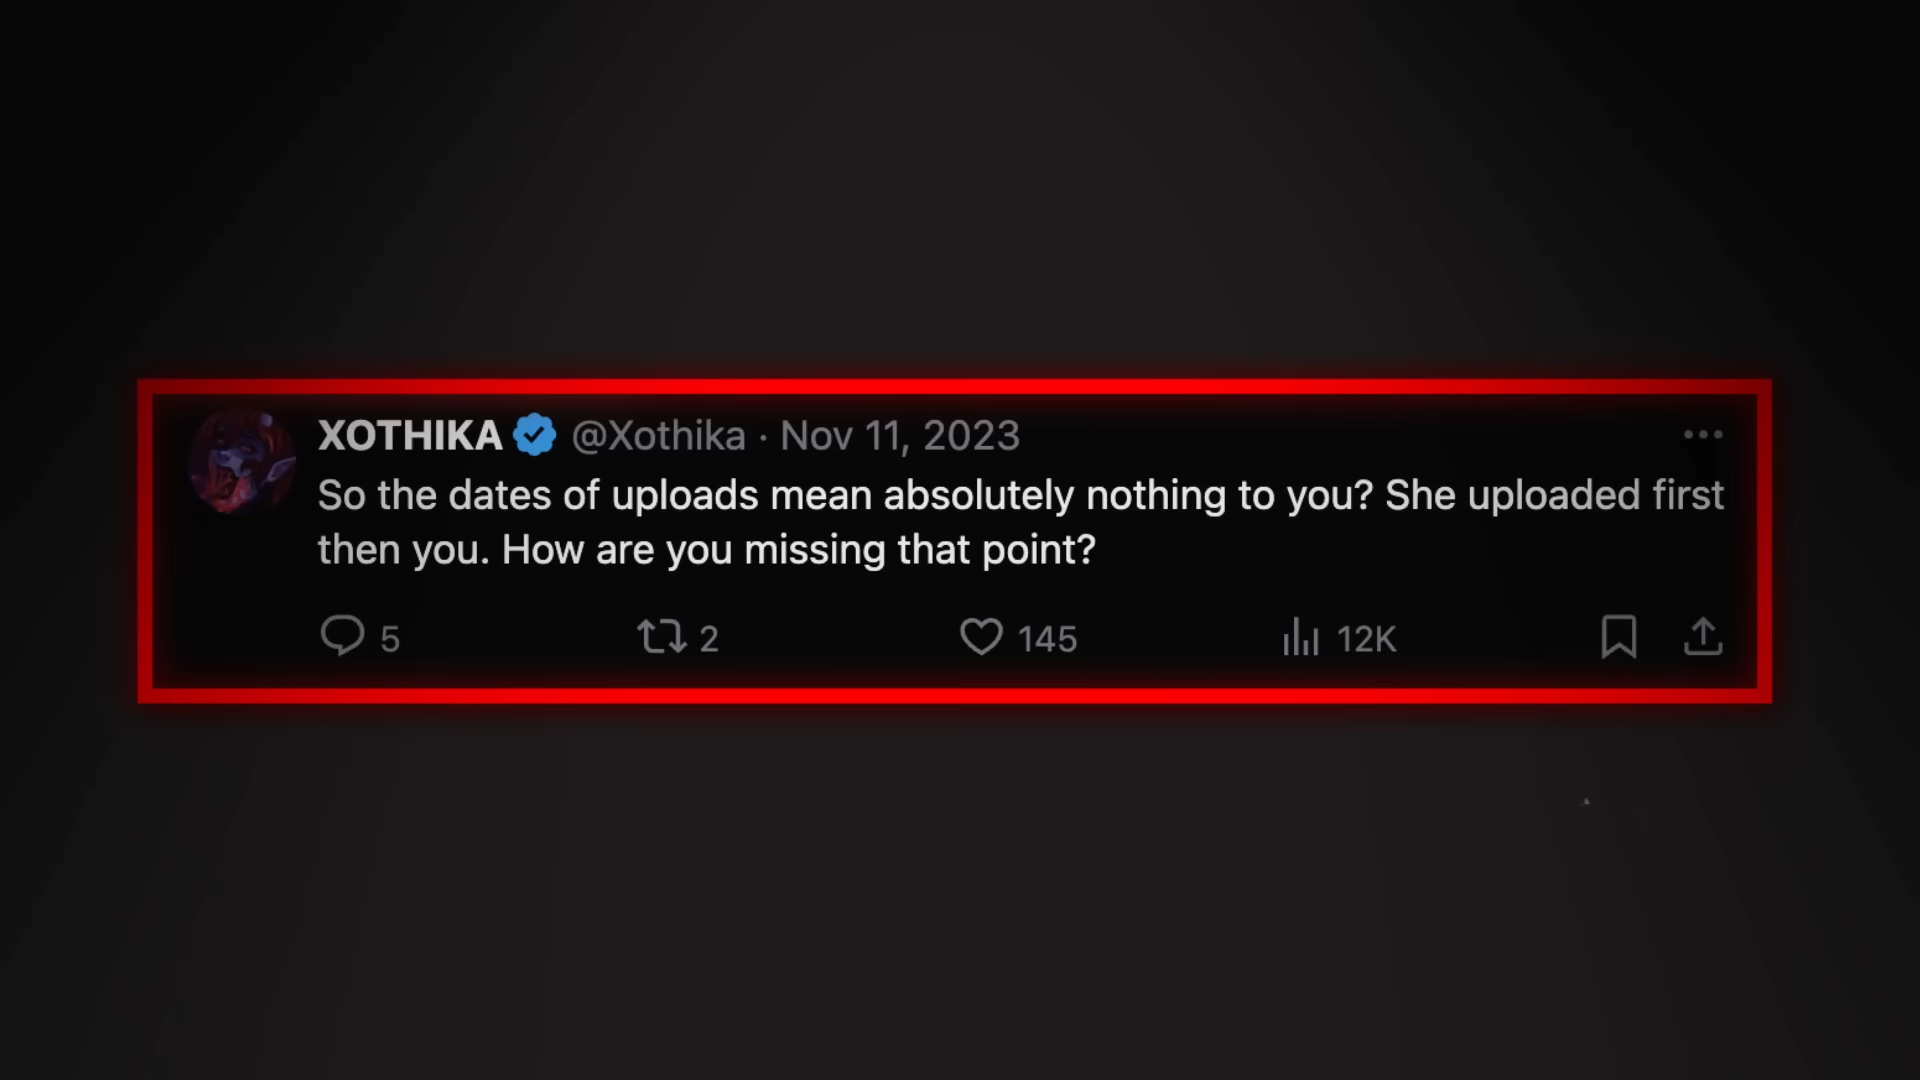 XOTHIKA @Xothika · Nov 11, 2023
So the dates of uploads mean absolutely nothing to you? She uploaded first
then you. How are you missing that point?
5 2 145 12K